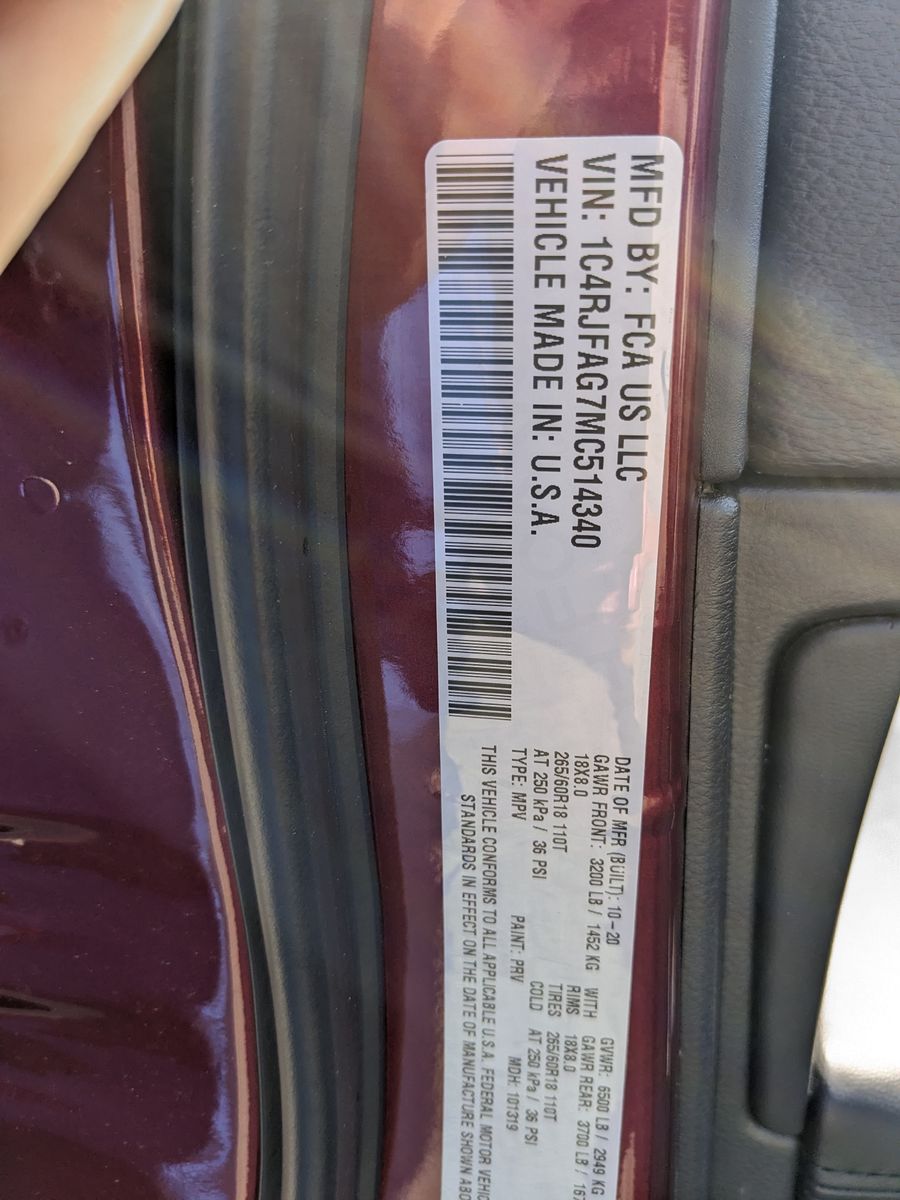 MFD BY: FCA US LLC
VIN: 1C4RJFAG7MC514340
VEHICLE MADE IN: U.S.A.
DATE OF MFR (BUILT): 10-20 GVWR: 6500 LB / 2949 KG
GAWR FRONT: 3200 LB / 1452 KG WITH GAWR REAR: 3700 LB /
18X8.0 RIMS 18X8.0
265/60R18 110T TIRES 265/60R18 110T
AT 250 kPa / 36 PSI COLD AT 250 kPa / 36 PSI
TYPE: MPV PAINT: PRV MDH: 101319
THIS VEHICLE CONFORMS TO ALL APPLICABLE U.S.A. FEDERAL MOTOR
STANDARDS IN EFFECT ON THE DATE OF MANUFACTURE SHOWN